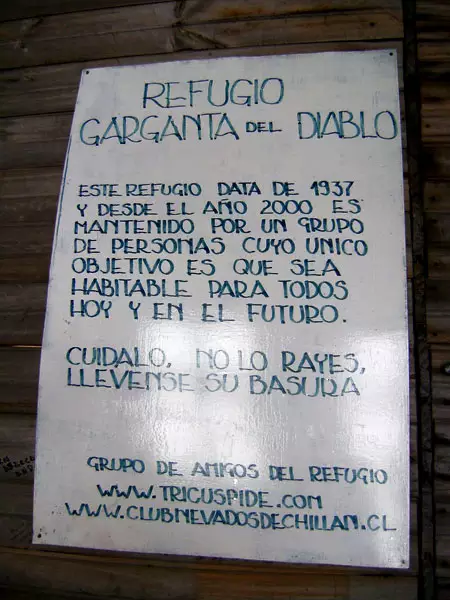 REFUGIO
GARGANTA DEL DIABLO
ESTE REFUGIO DATA DE 1937
Y DESDE EL AÑO 2000 ES
MANTENIDO POR UN GRUPO
DE PERSONAS CUYO UNICO
OBJETIVO ES QUE SEA
HABITABLE PARA TODOS
HOY Y EN EL FUTURO.
CUIDALO, NO LO RAYES,
LLEVENSE SU BASURA
GRUPO DE AMIGOS DEL REFUGIO
WWW.TRICUSPIDE.COM
WWW.CLUBNEVADOSDECHILLAN.CL